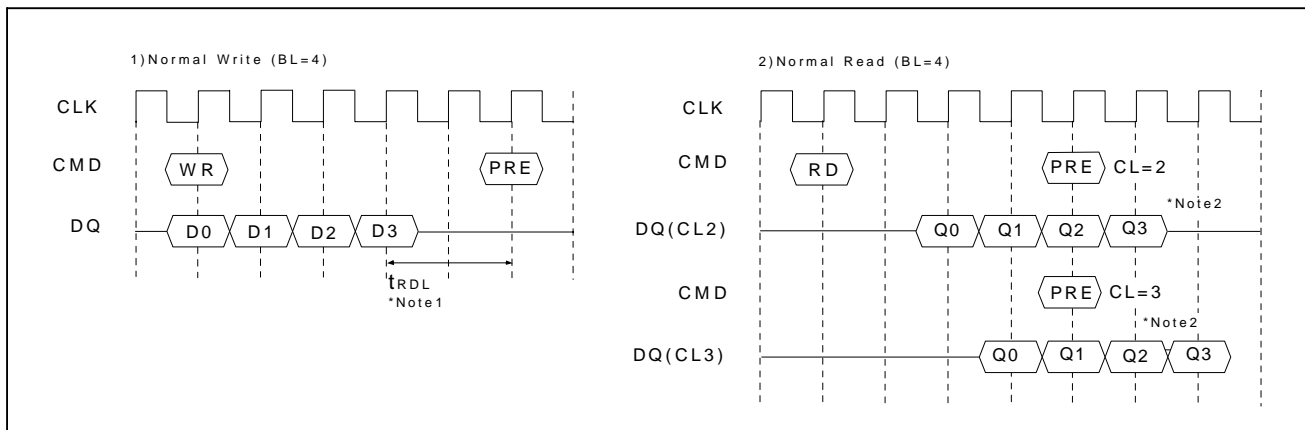 1)Normal Write (BL=4)
CLK
CMD
WR
PRE
DQ
D0 D1 D2 D3
tRDL
*Note1
2)Normal Read (BL=4)
CLK
CMD
RD
PRE CL=2
*Note2
DQ(CL2)
Q0 Q1 Q2 Q3
CMD
PRE CL=3
*Note2
DQ(CL3)
Q0 Q1 Q2 Q3